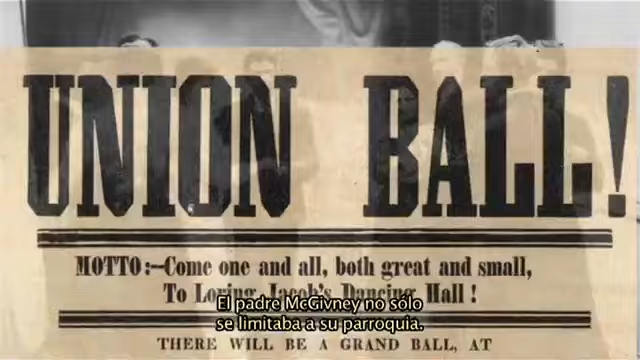 UNION BALL!
MOTTO:—Come one and all, both great and small,
To Loring Jacob's Dancing Hall!
El padre McGivney no sólo
se limitaba a su parroquia.
THERE WILL BE A GRAND BALL, AT